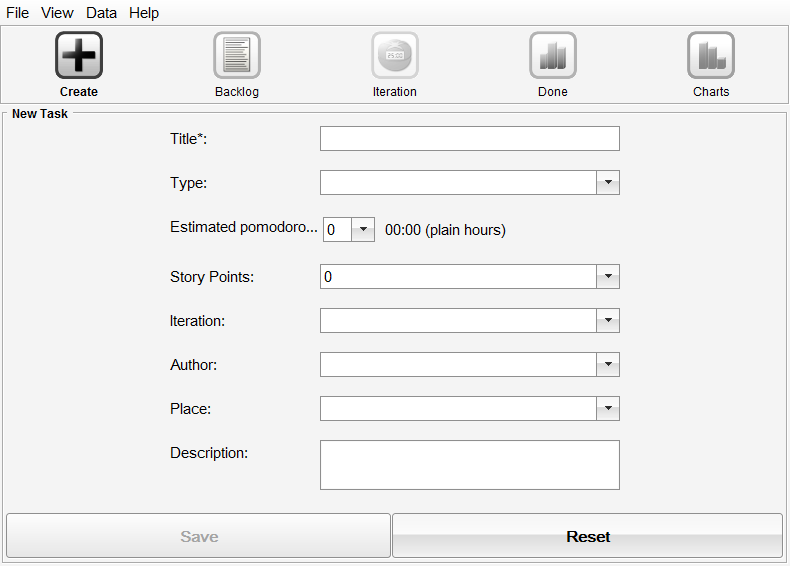 File View Data Help
Create Backlog Iteration Done Charts
New Task
Title*:
Type:
Estimated pomodoro... 0 00:00 (plain hours)
Story Points: 0
Iteration:
Author:
Place:
Description:
Save Reset